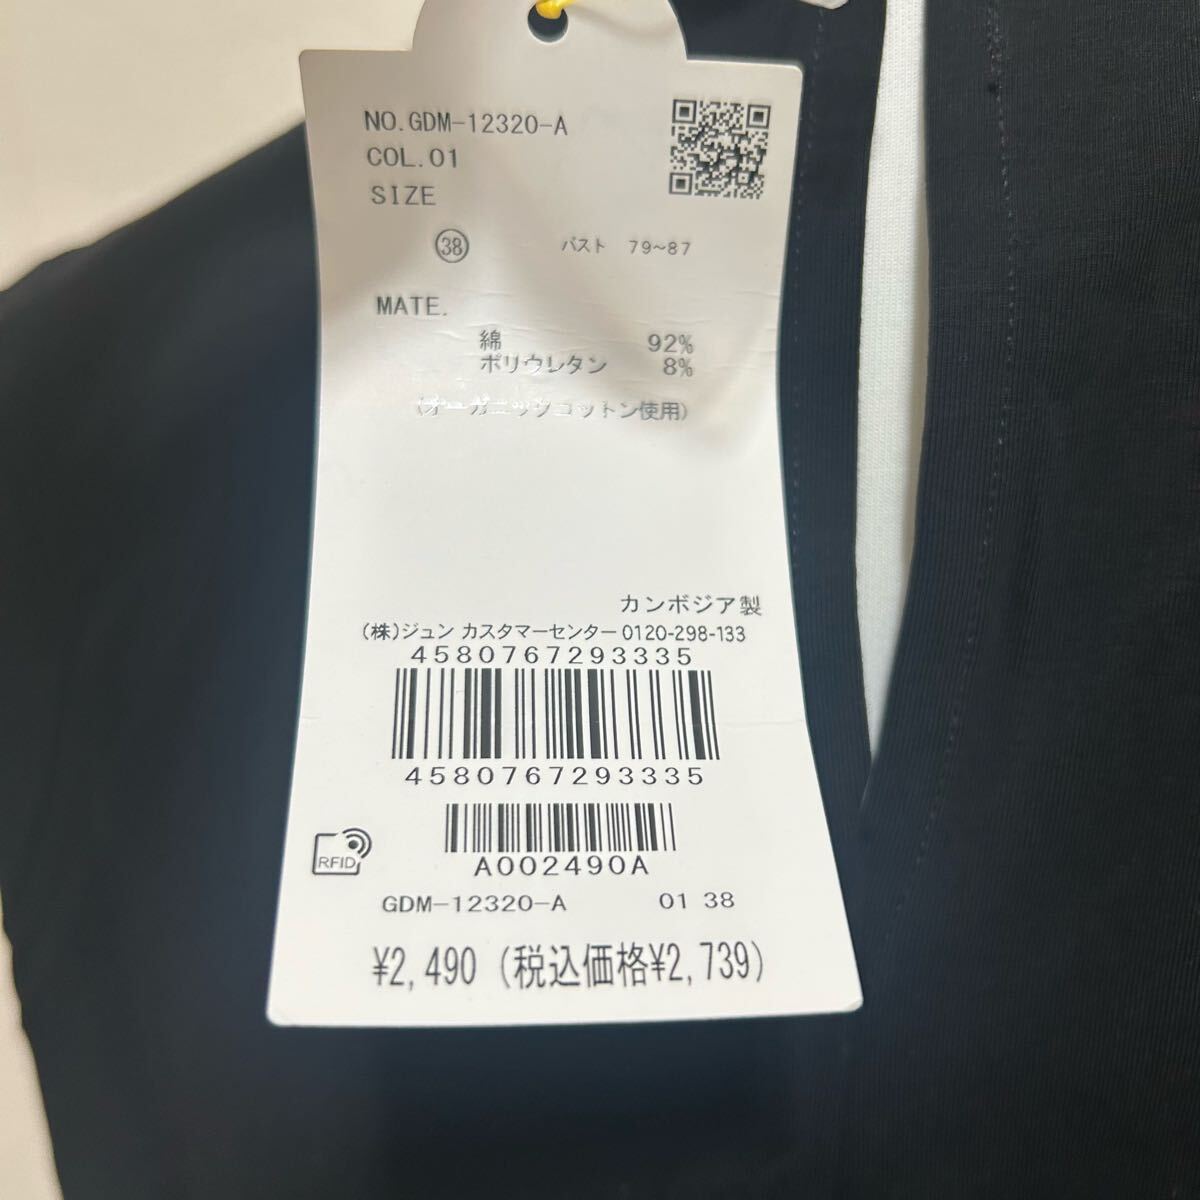 NO.GDM-12320-A
COL.01
SIZE
38 バスト 79~87
MATE.
綿 92%
ポリウレタン 8%
(オーガニックコットン使用)
カンボジア製
(株)ジュン カスタマーセンター 0120-298-133
4580767293335
4580767293335
RFID
A002490A
GDM-12320-A 01 38
¥2,490 (税込価格¥2,739)